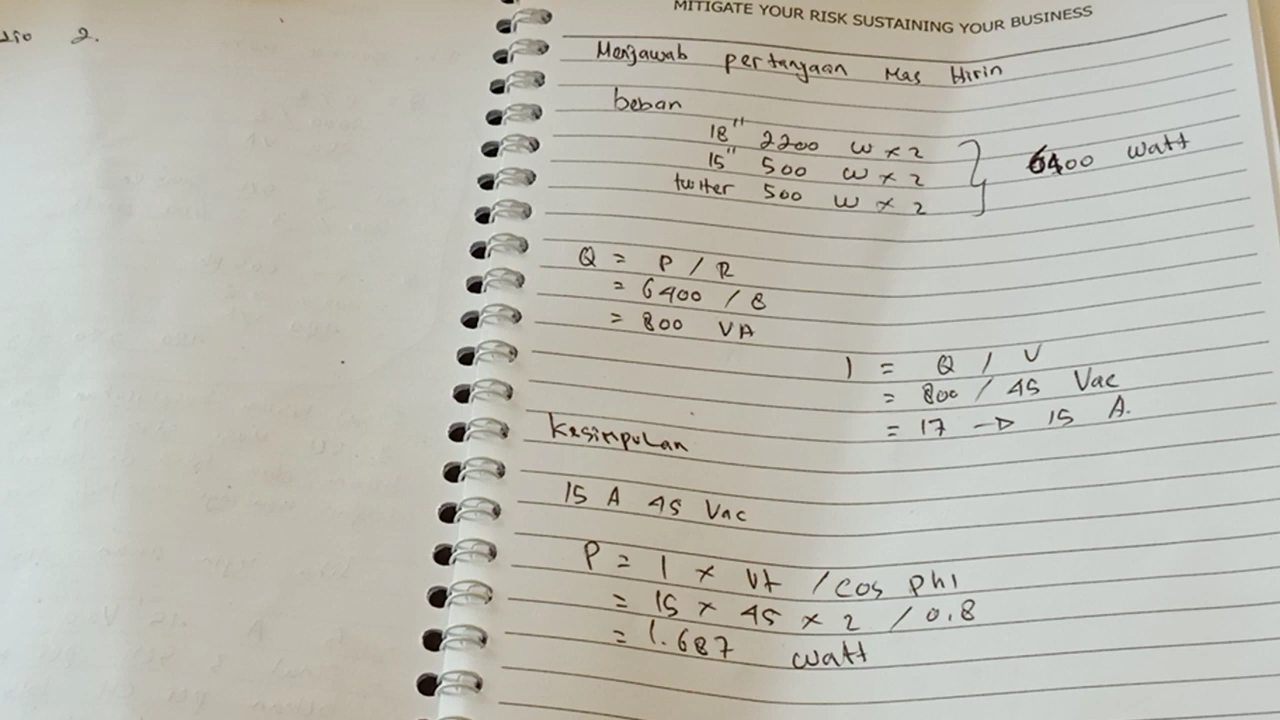 2.
MITIGATE YOUR RISK SUSTAINING YOUR BUSINESS
Menjawab pertanyaan Mas Hirin
beban
18" 2200 W x 2
15" 500 W x 2
twiter 500 W x 2
6400 watt
Q = P / R
= 6400 / 8
= 800 VA
I = Q / V
= 800 / 45 Vac
= 17 → 15 A.
Kesimpulan
15 A 45 Vac
P = I x Vt / cos phi
= 15 x 45 x 2 / 0.8
= 1.687 watt